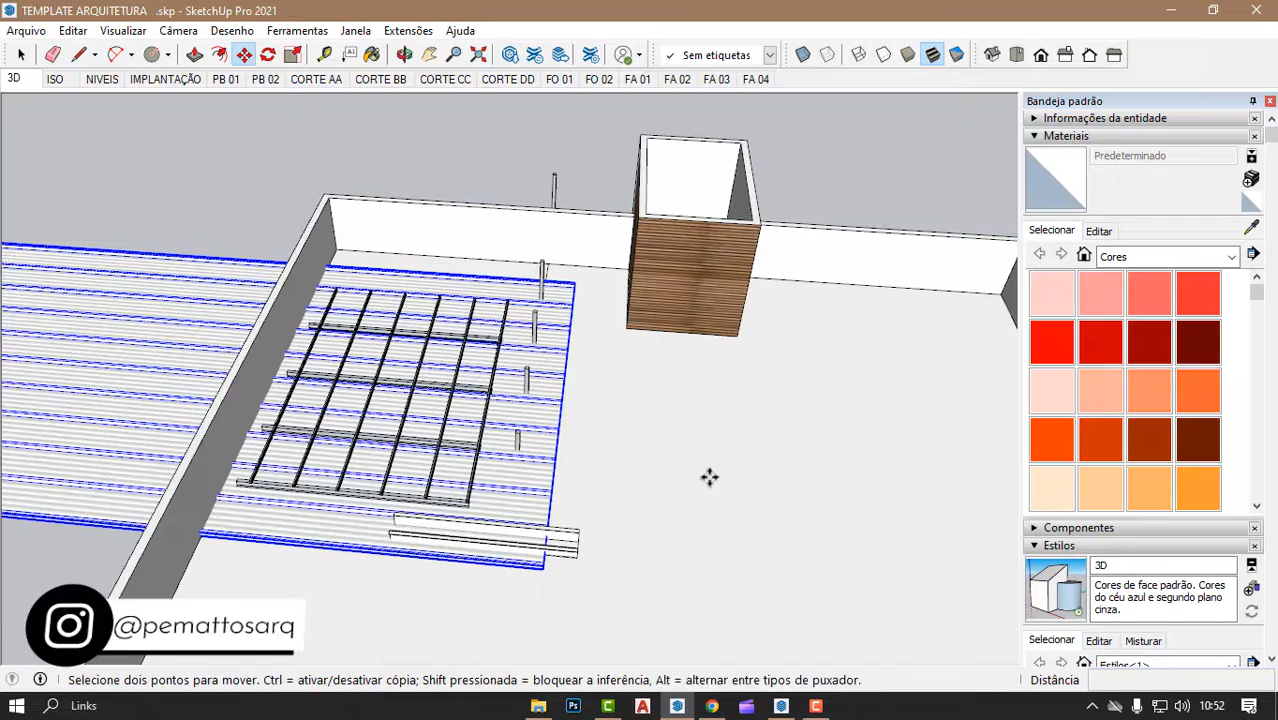 TEMPLATE ARQUITETURA .skp - SketchUp Pro 2021
Arquivo Editar Visualizar Câmera Desenho Ferramentas Janela Extensões Ajuda
Sem etiquetas
3D ISO NVEIS IMPLANTAÇÃO PB 01 PB 02 CORTE AA CORTE BB CORTE CC CORTE DD FO 01 FO 02 FA 01 FA 02 FA 03 FA 04
Bandeja padrão
Informações da entidade
Materiais
Predeterminado
Selecionar Editar
Cores
Componentes
Estilos
3D
Cores de face padrão. Cores
do céu azul e segundo plano
cinza.
Selecionar Editar Misturar
Estilos<1>
@pemattosarq
Selecione dois pontos para mover. Ctrl = ativar/desativar cópia; Shift pressionada = bloquear a inferência, Alt = alternar entre tipos de puxador.
Distância
Links
Ps
10:52